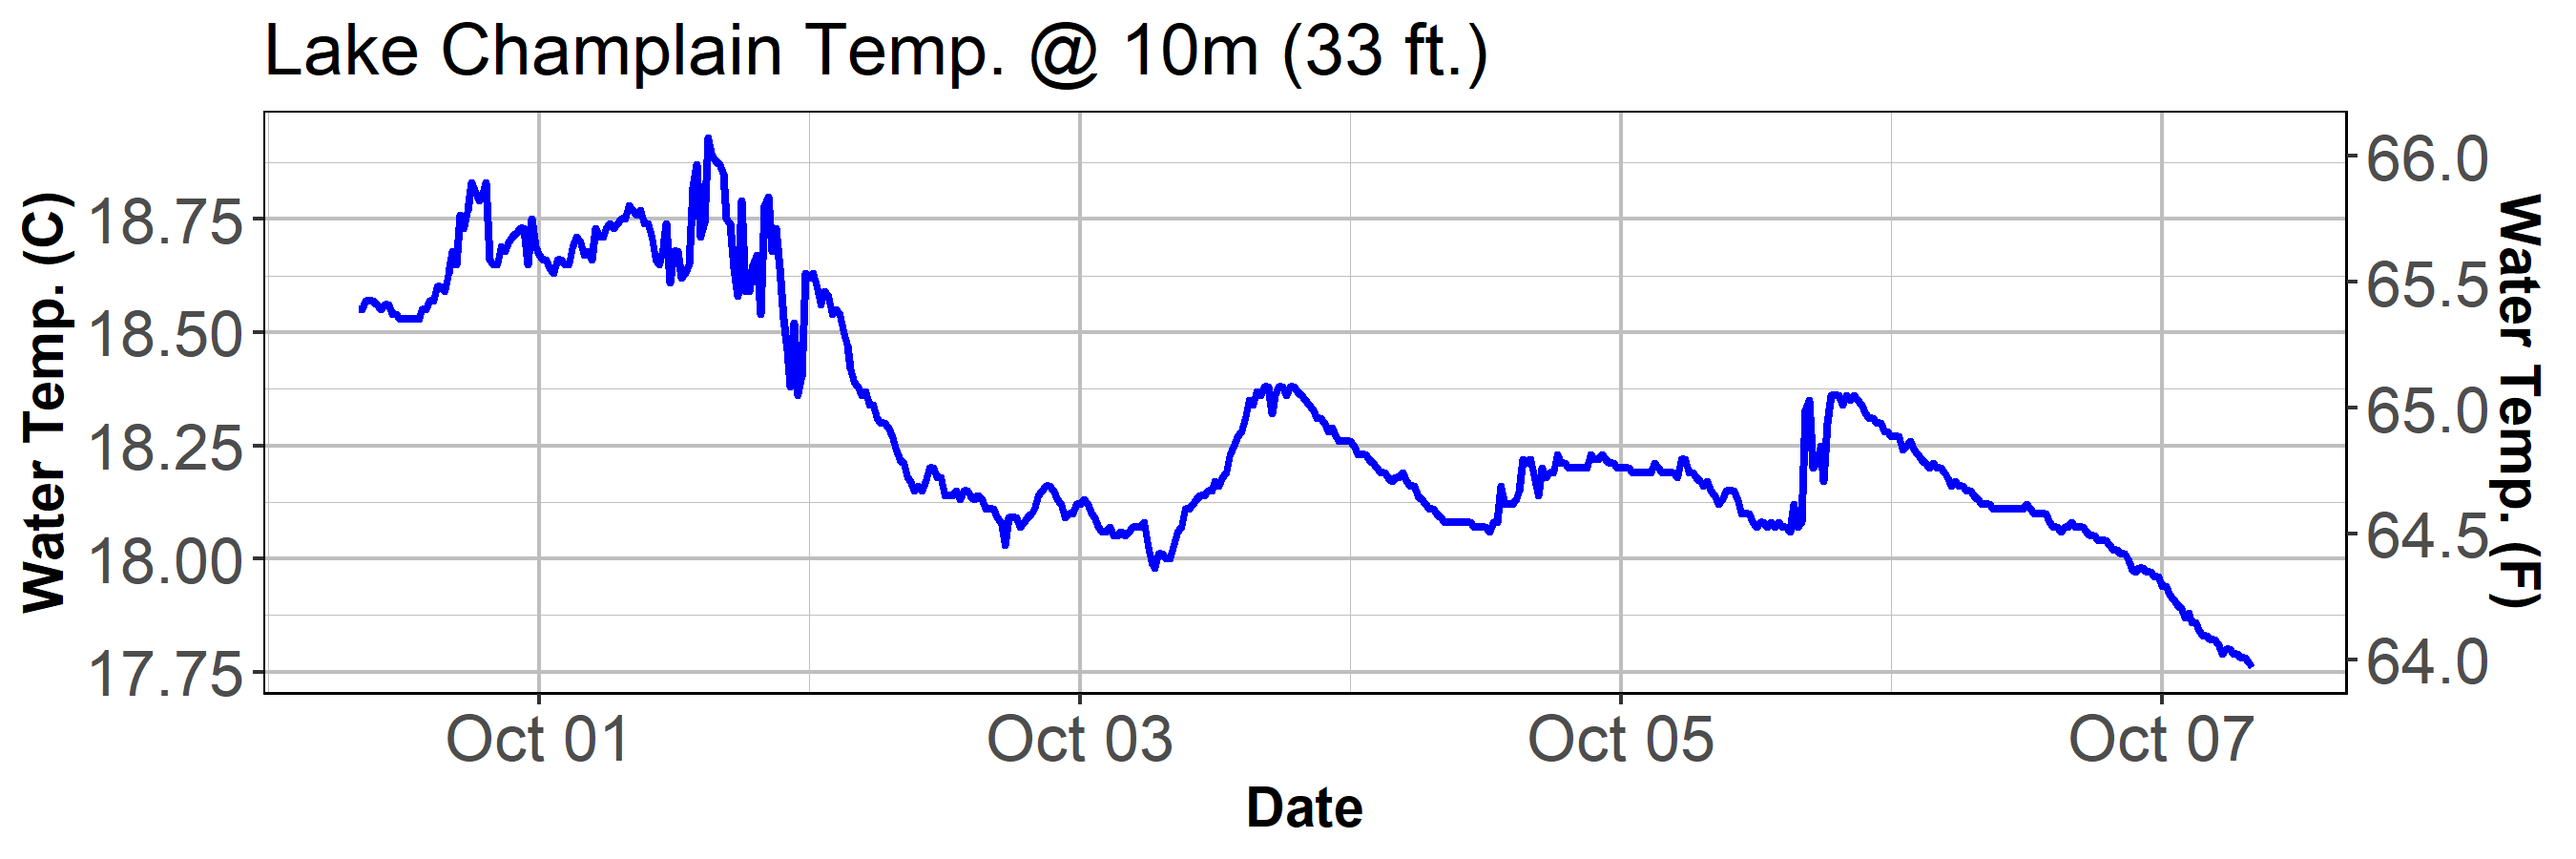 Lake Champlain Temp. @ 10m (33 ft.)
Water Temp. (C)
18.75
18.50
18.25
18.00
17.75
66.0
65.5
65.0
64.5
64.0
Water Temp. (F)
Oct 01 Oct 03 Oct 05 Oct 07
Date